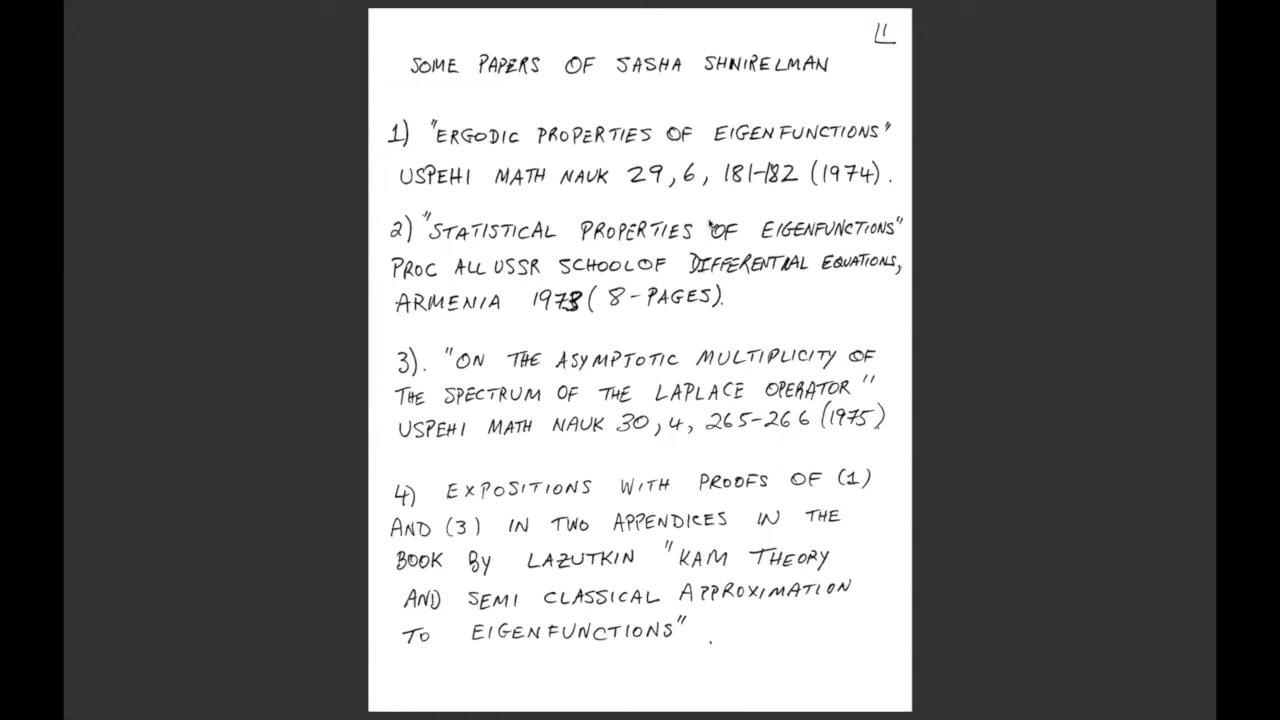 1
SOME PAPERS OF SASHA SHNIRELMAN
1) "ERGODIC PROPERTIES OF EIGENFUNCTIONS"
USPEHI MATH NAUK 29, 6, 181-182 (1974).
2) "STATISTICAL PROPERTIES OF EIGENFUNCTIONS"
PROC ALL USSR SCHOOL OF DIFFERENTIAL EQUATIONS,
ARMENIA 1973 (8-PAGES).
3). "ON THE ASYMPTOTIC MULTIPLICITY OF
THE SPECTRUM OF THE LAPLACE OPERATOR"
USPEHI MATH NAUK 30, 4, 265-266 (1975)
4) EXPOSITIONS WITH PROOFS OF (1)
AND (3) IN TWO APPENDICES IN THE
BOOK By LAZUTKIN "KAM THEORY
AND SEMI CLASSICAL APPROXIMATION
TO EIGENFUNCTIONS".